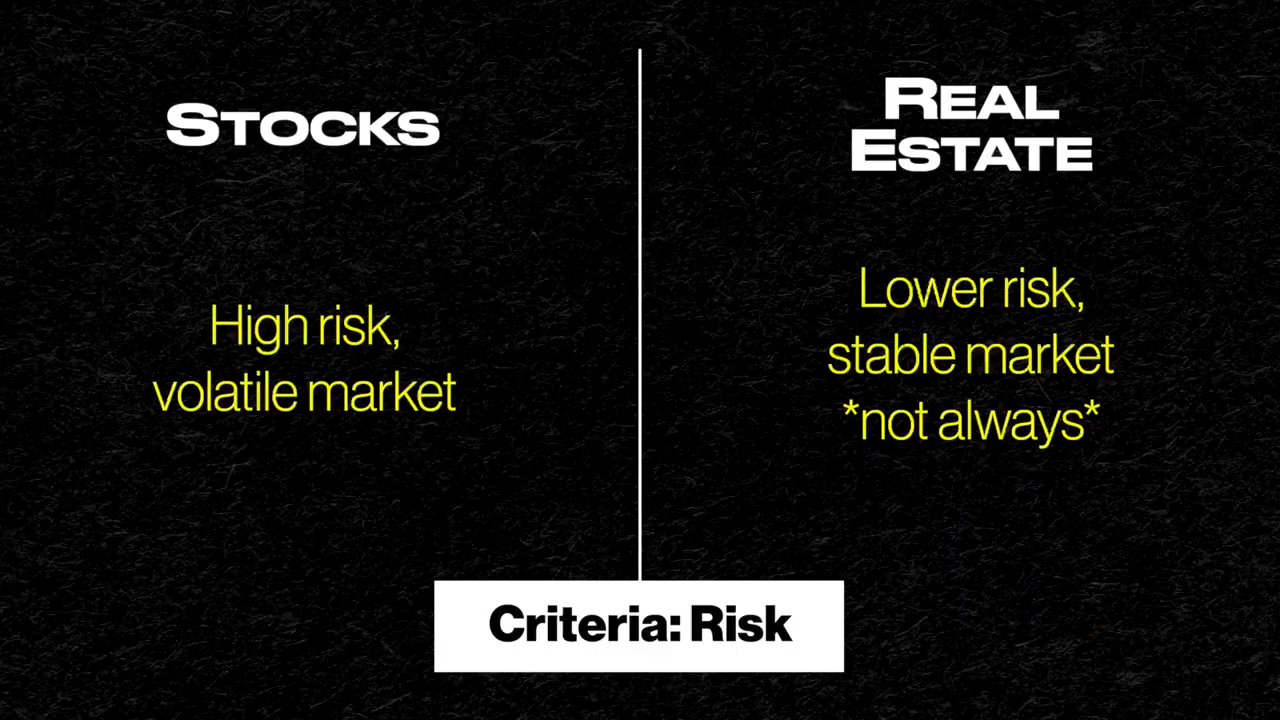 STOCKS
High risk,
volatile market
REAL
ESTATE
Lower risk,
stable market
*not always*
Criteria: Risk